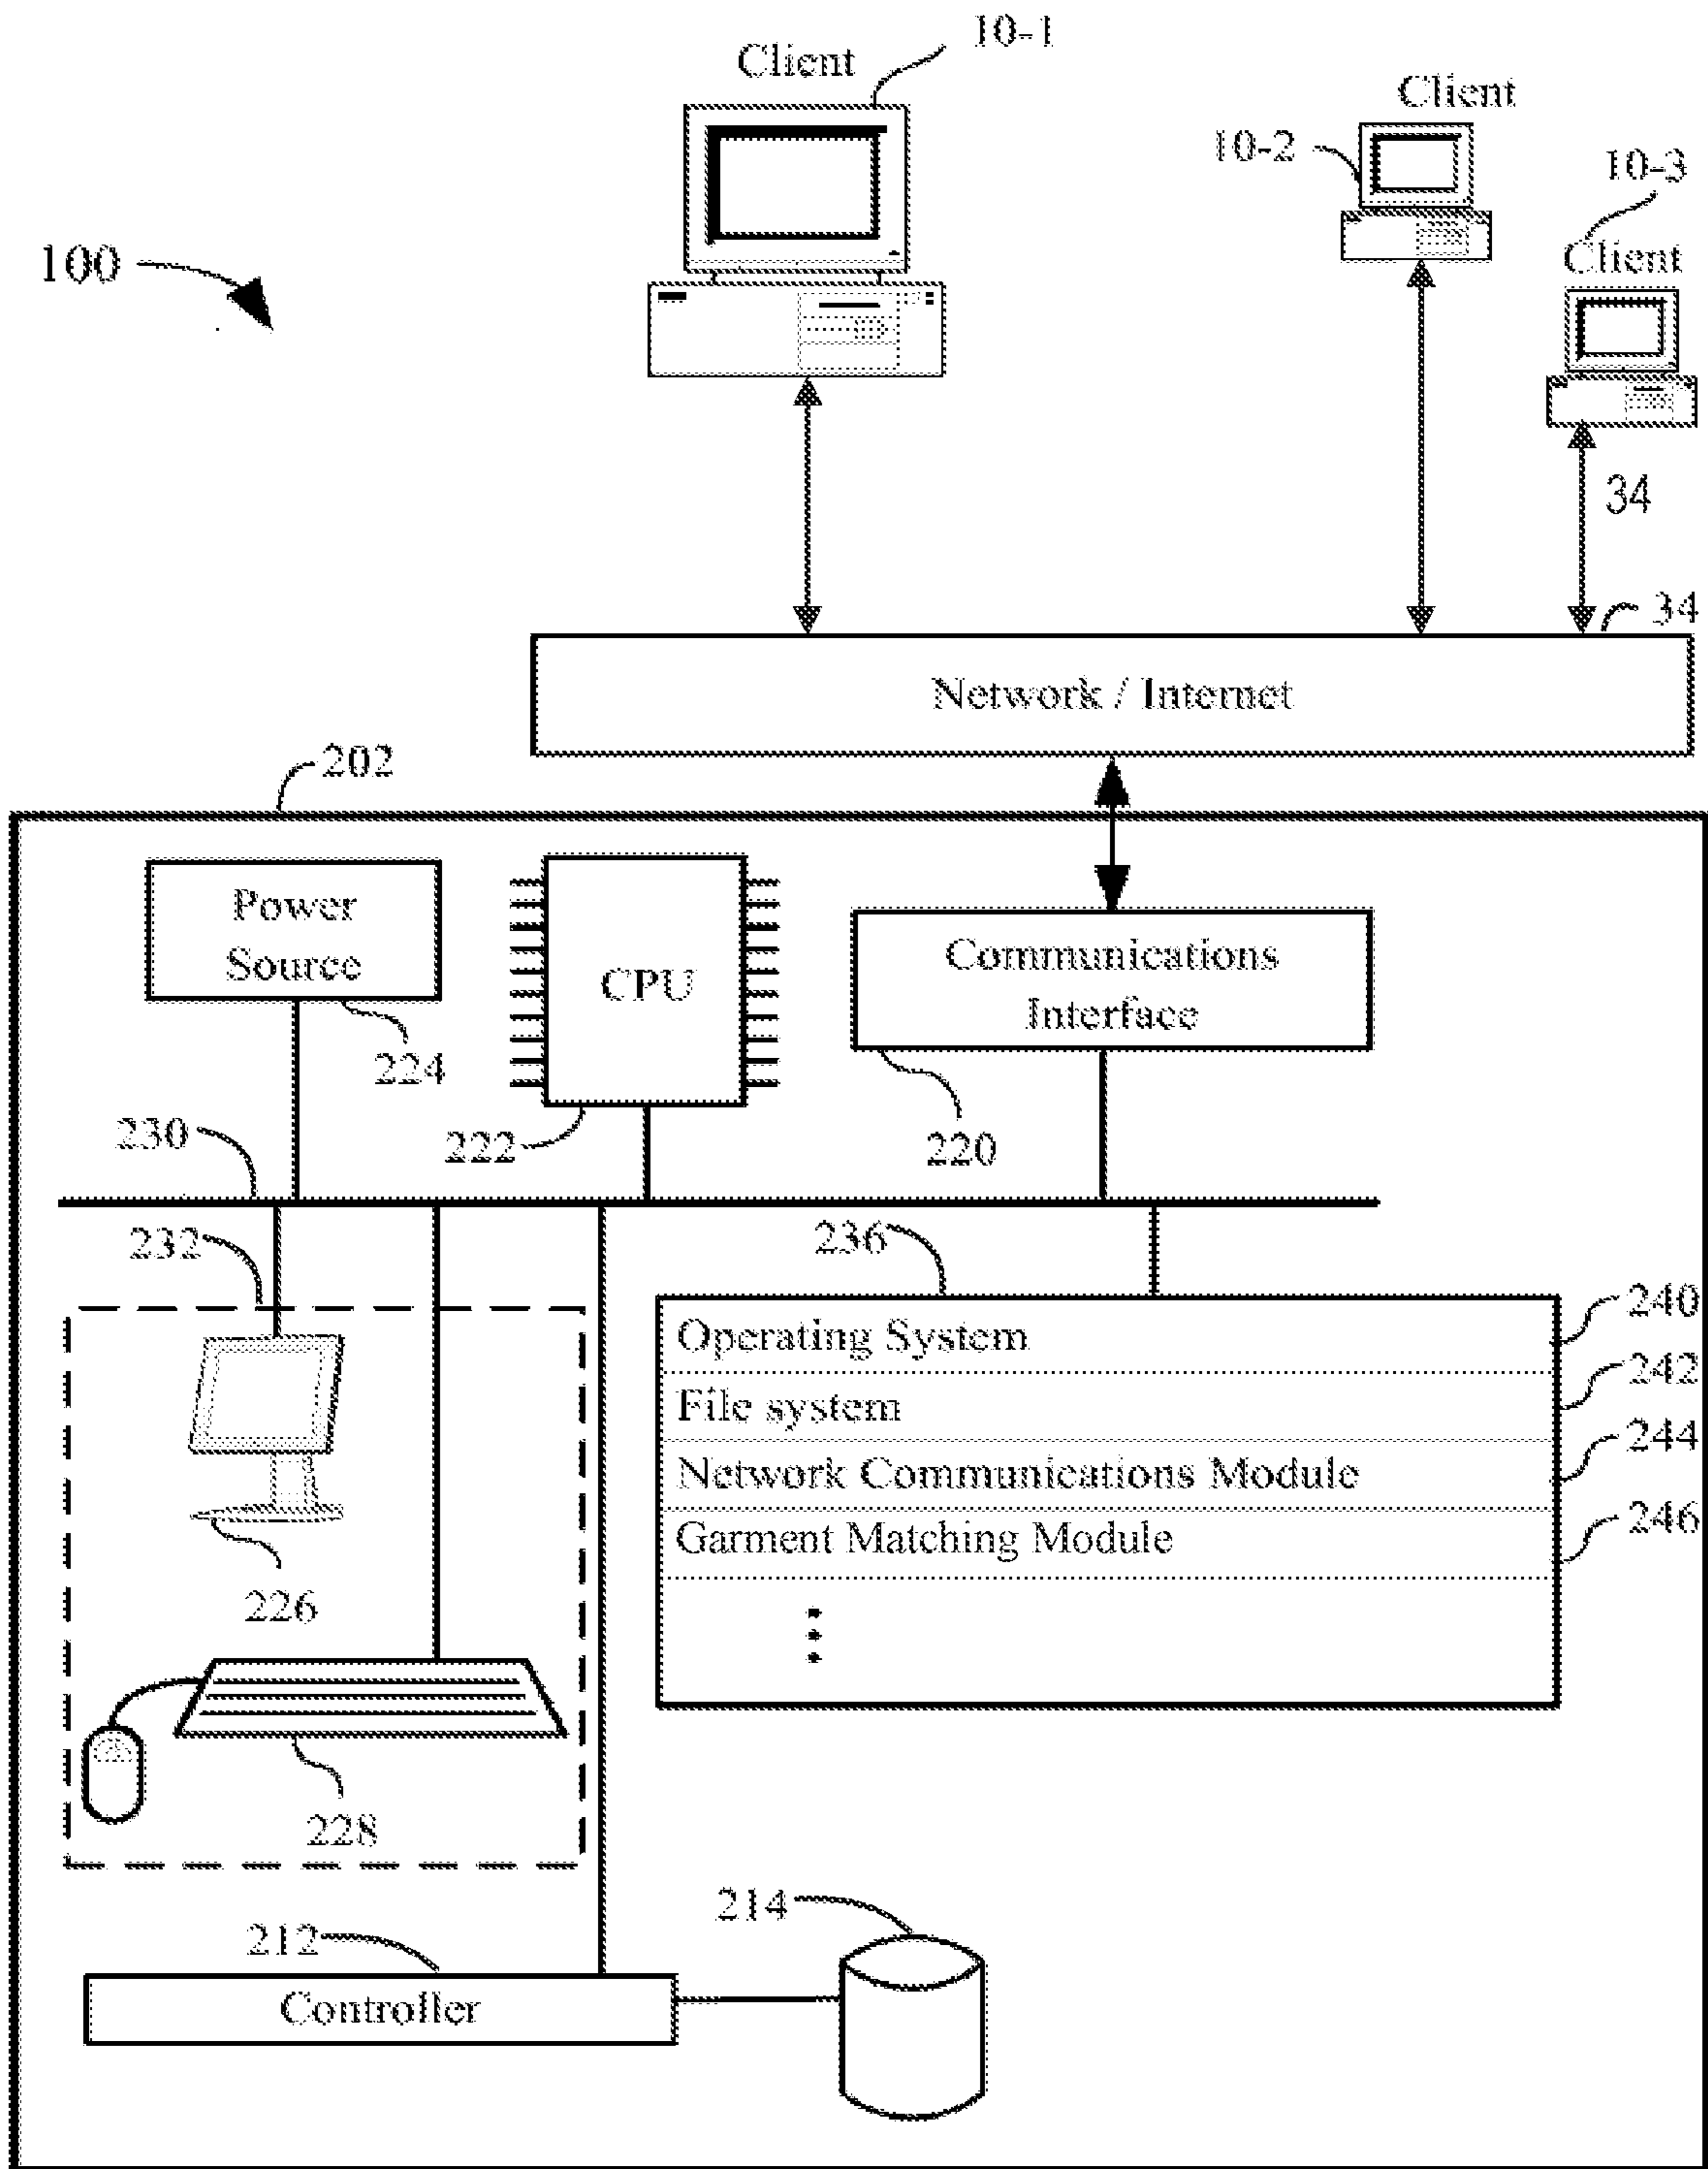 10-1
Client
Client
10-2
10-3
Client
100
34
34
Network / Internet
202
Power
Source
CPU
Communications
Interface
224
222
220
230
232
236
Operating System
240
File system
242
Network Communications Module
244
Garment Matching Module
246
226
228
212
214
Controller